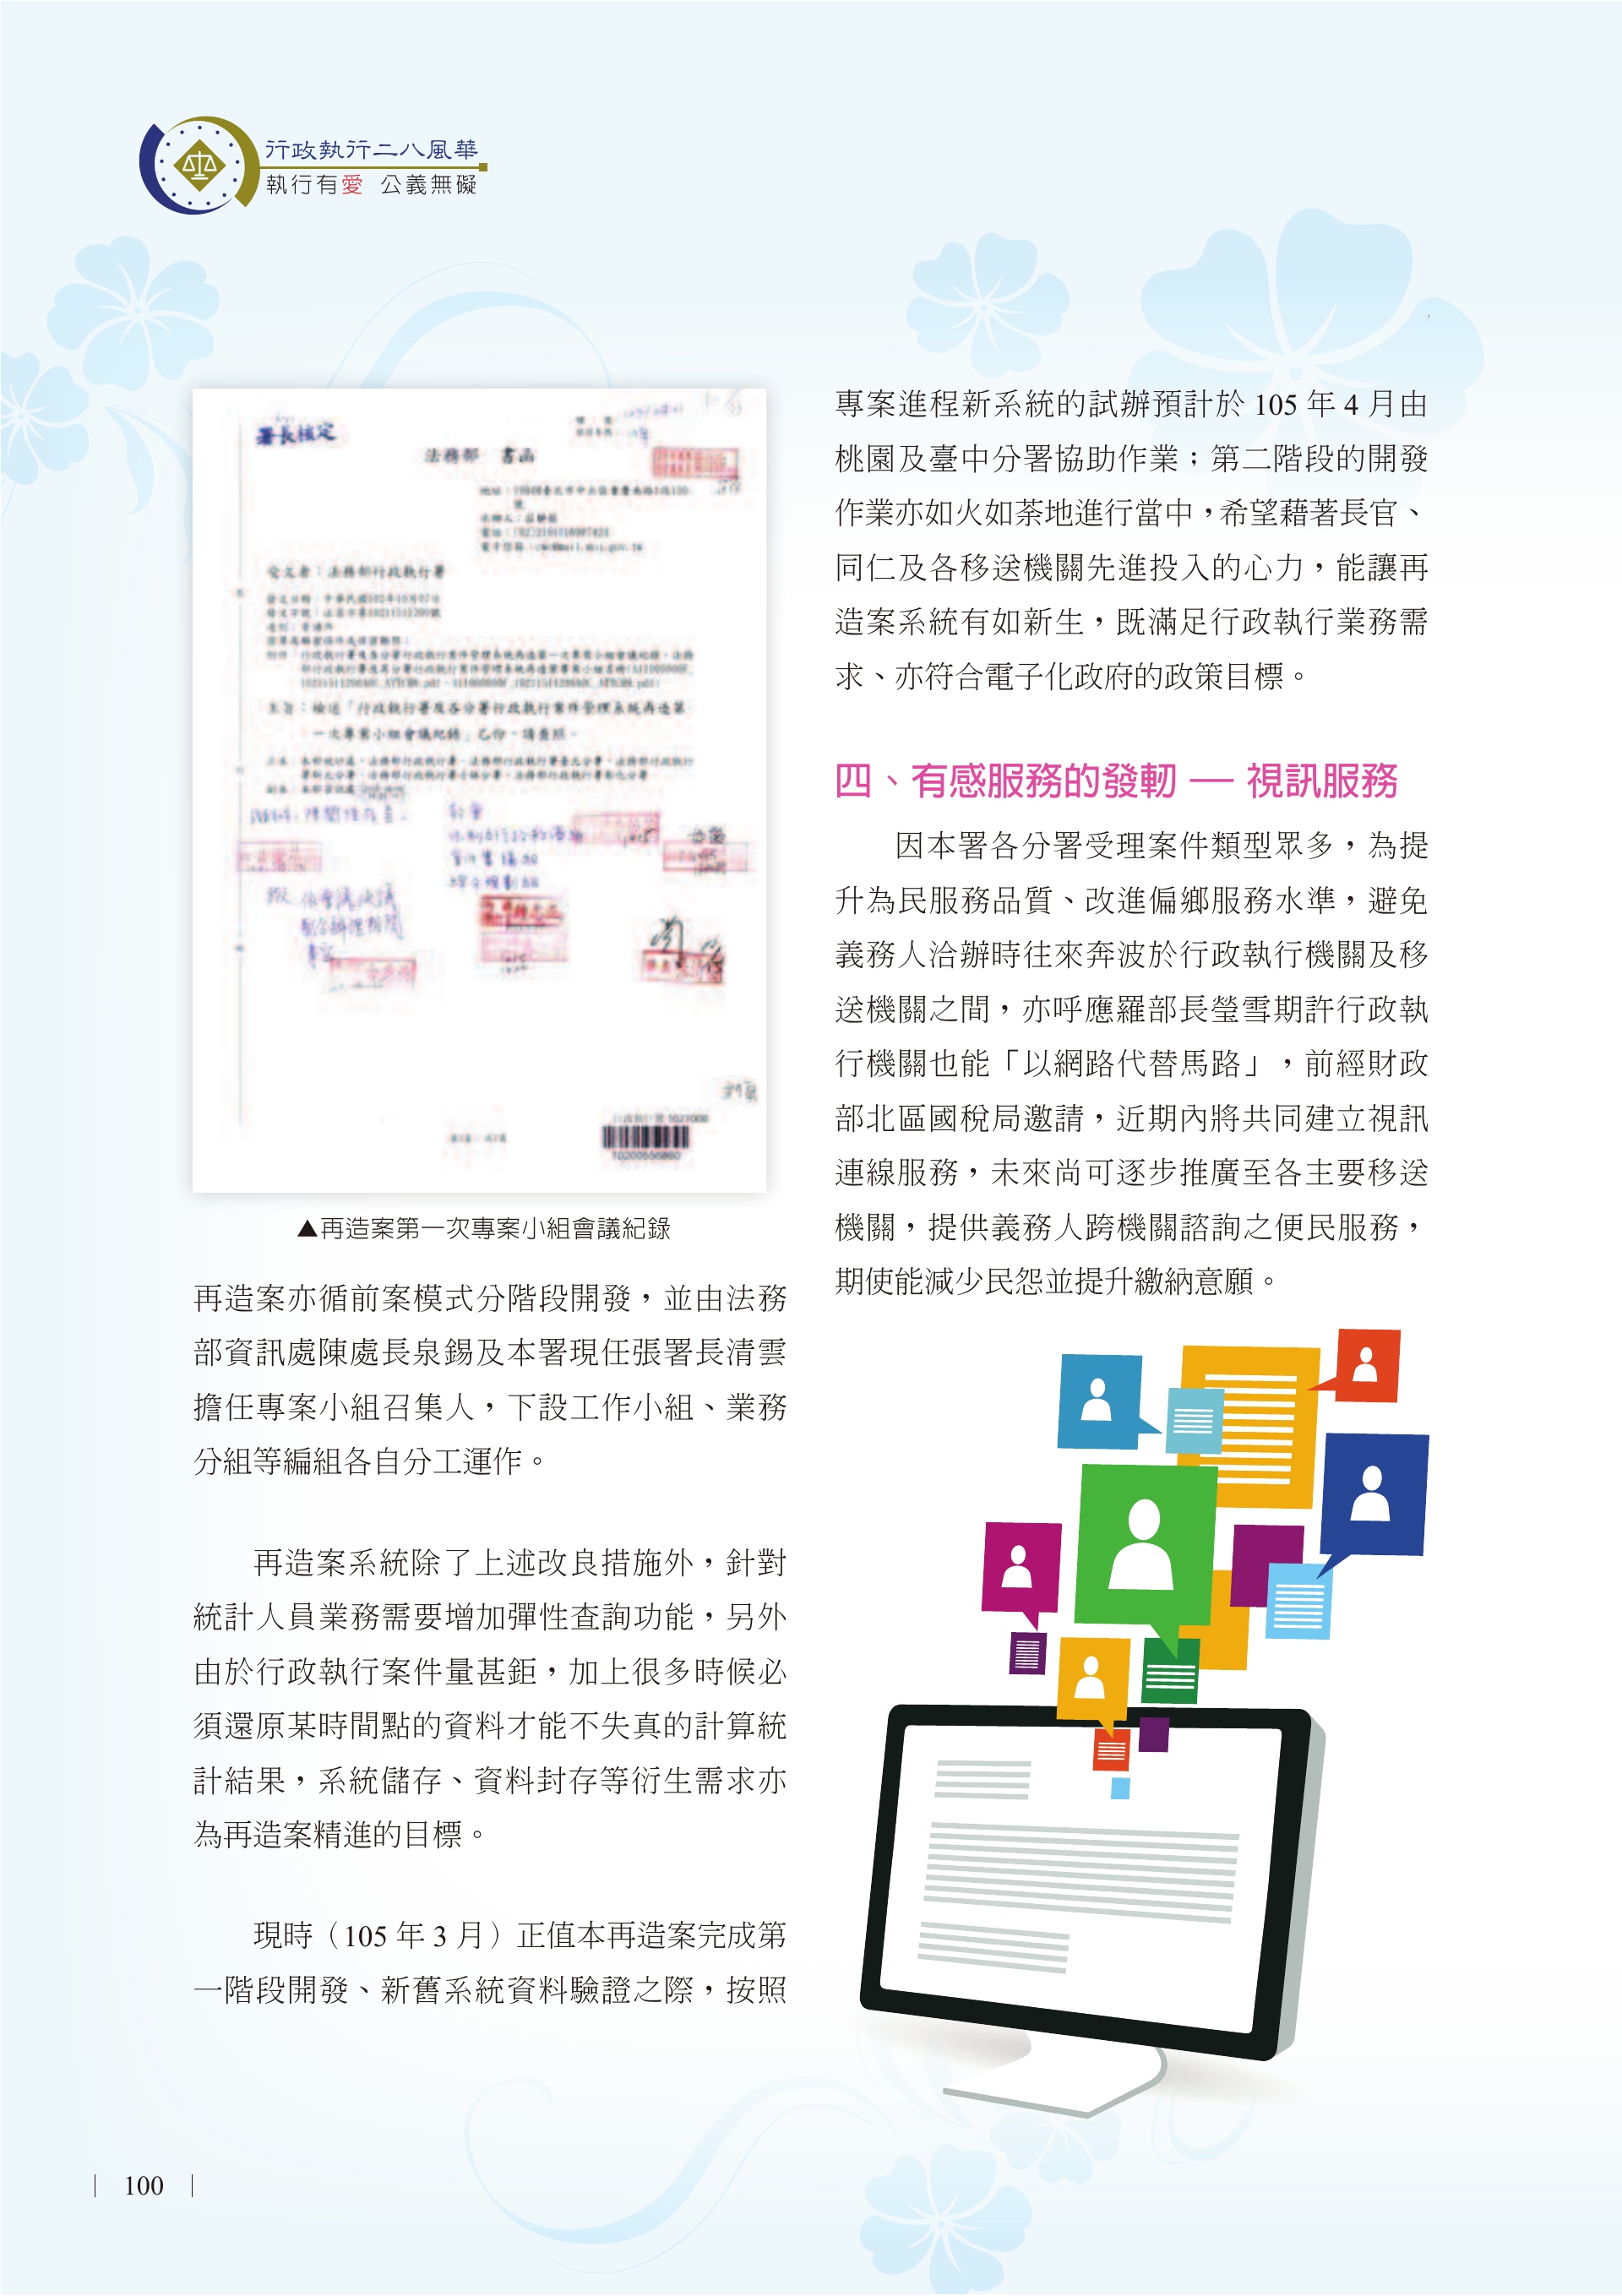 行政執行二八風華
執行有愛 公義無礙
署長核定
法務部 書函
受文者：法務部行政執行署
主旨：檢送「行政執行署及各分署行政執行案件管理系統再造第
一次專案小組會議紀錄」乙份，請查照。
▲再造案第一次專案小組會議紀錄
再造案亦循前案模式分階段開發，並由法務
部資訊處陳處長泉錫及本署現任張署長清雲
擔任專案小組召集人，下設工作小組、業務
分組等編組各自分工運作。
再造案系統除了上述改良措施外，針對
統計人員業務需要增加彈性查詢功能，另外
由於行政執行案件量甚鉅，加上很多時候必
須還原某時間點的資料才能不失真的計算統
計結果，系統儲存、資料封存等衍生需求亦
為再造案精進的目標。
現時（105 年 3 月）正值本再造案完成第
一階段開發、新舊系統資料驗證之際，按照
專案進程新系統的試辦預計於 105 年 4 月由
桃園及臺中分署協助作業；第二階段的開發
作業亦如火如荼地進行當中，希望藉著長官、
同仁及各移送機關先進投入的心力，能讓再
造案系統有如新生，既滿足行政執行業務需
求、亦符合電子化政府的政策目標。
四、有感服務的發軔 — 視訊服務
因本署各分署受理案件類型眾多，為提
升為民服務品質、改進偏鄉服務水準，避免
義務人洽辦時往來奔波於行政執行機關及移
送機關之間，亦呼應羅部長瑩雪期許行政執
行機關也能「以網路代替馬路」，前經財政
部北區國稅局邀請，近期內將共同建立視訊
連線服務，未來尚可逐步推廣至各主要移送
機關，提供義務人跨機關諮詢之便民服務，
期使能減少民怨並提升繳納意願。
100